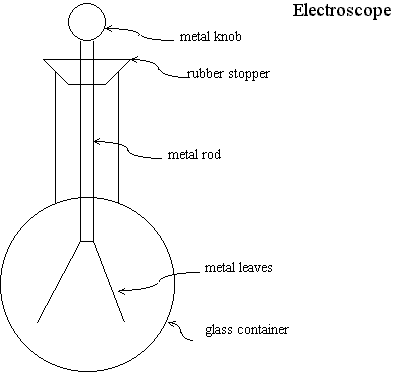 Electroscope
metal knob
rubber stopper
metal rod
metal leaves
glass container